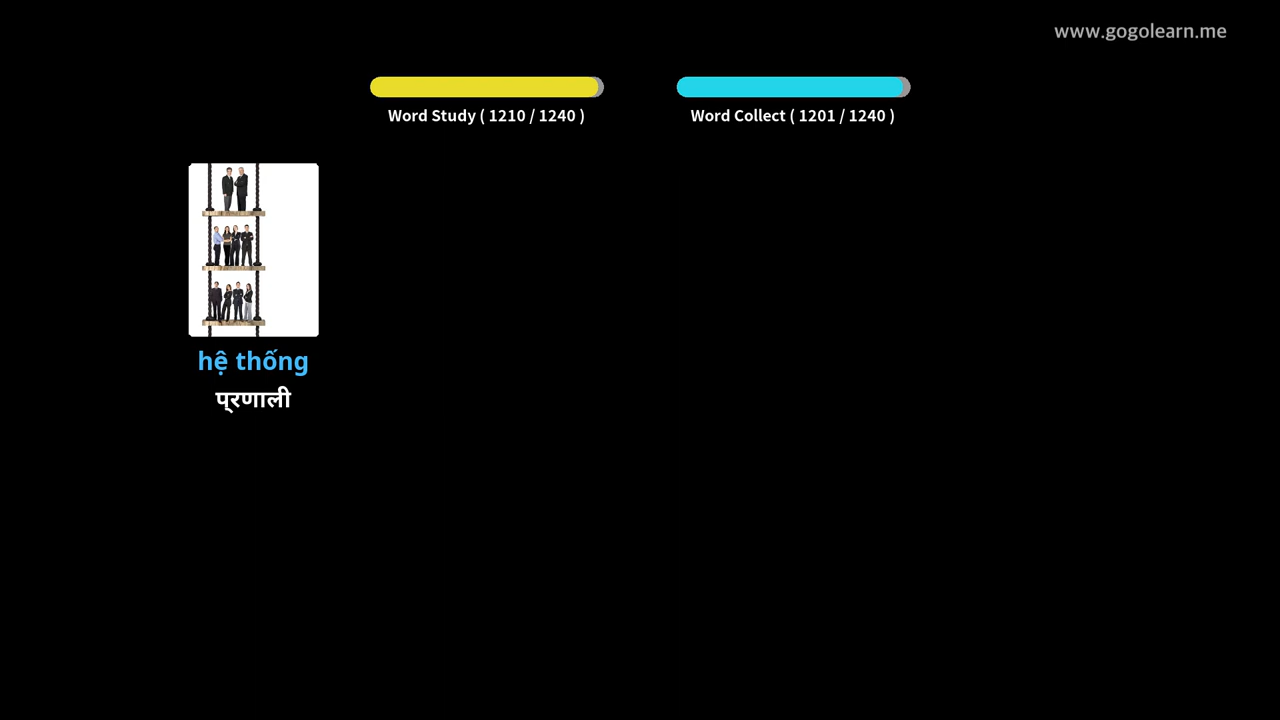 www.gogolearn.me
Word Study ( 1210 / 1240 )
Word Collect ( 1201 / 1240 )
hệ thống
प्रणाली